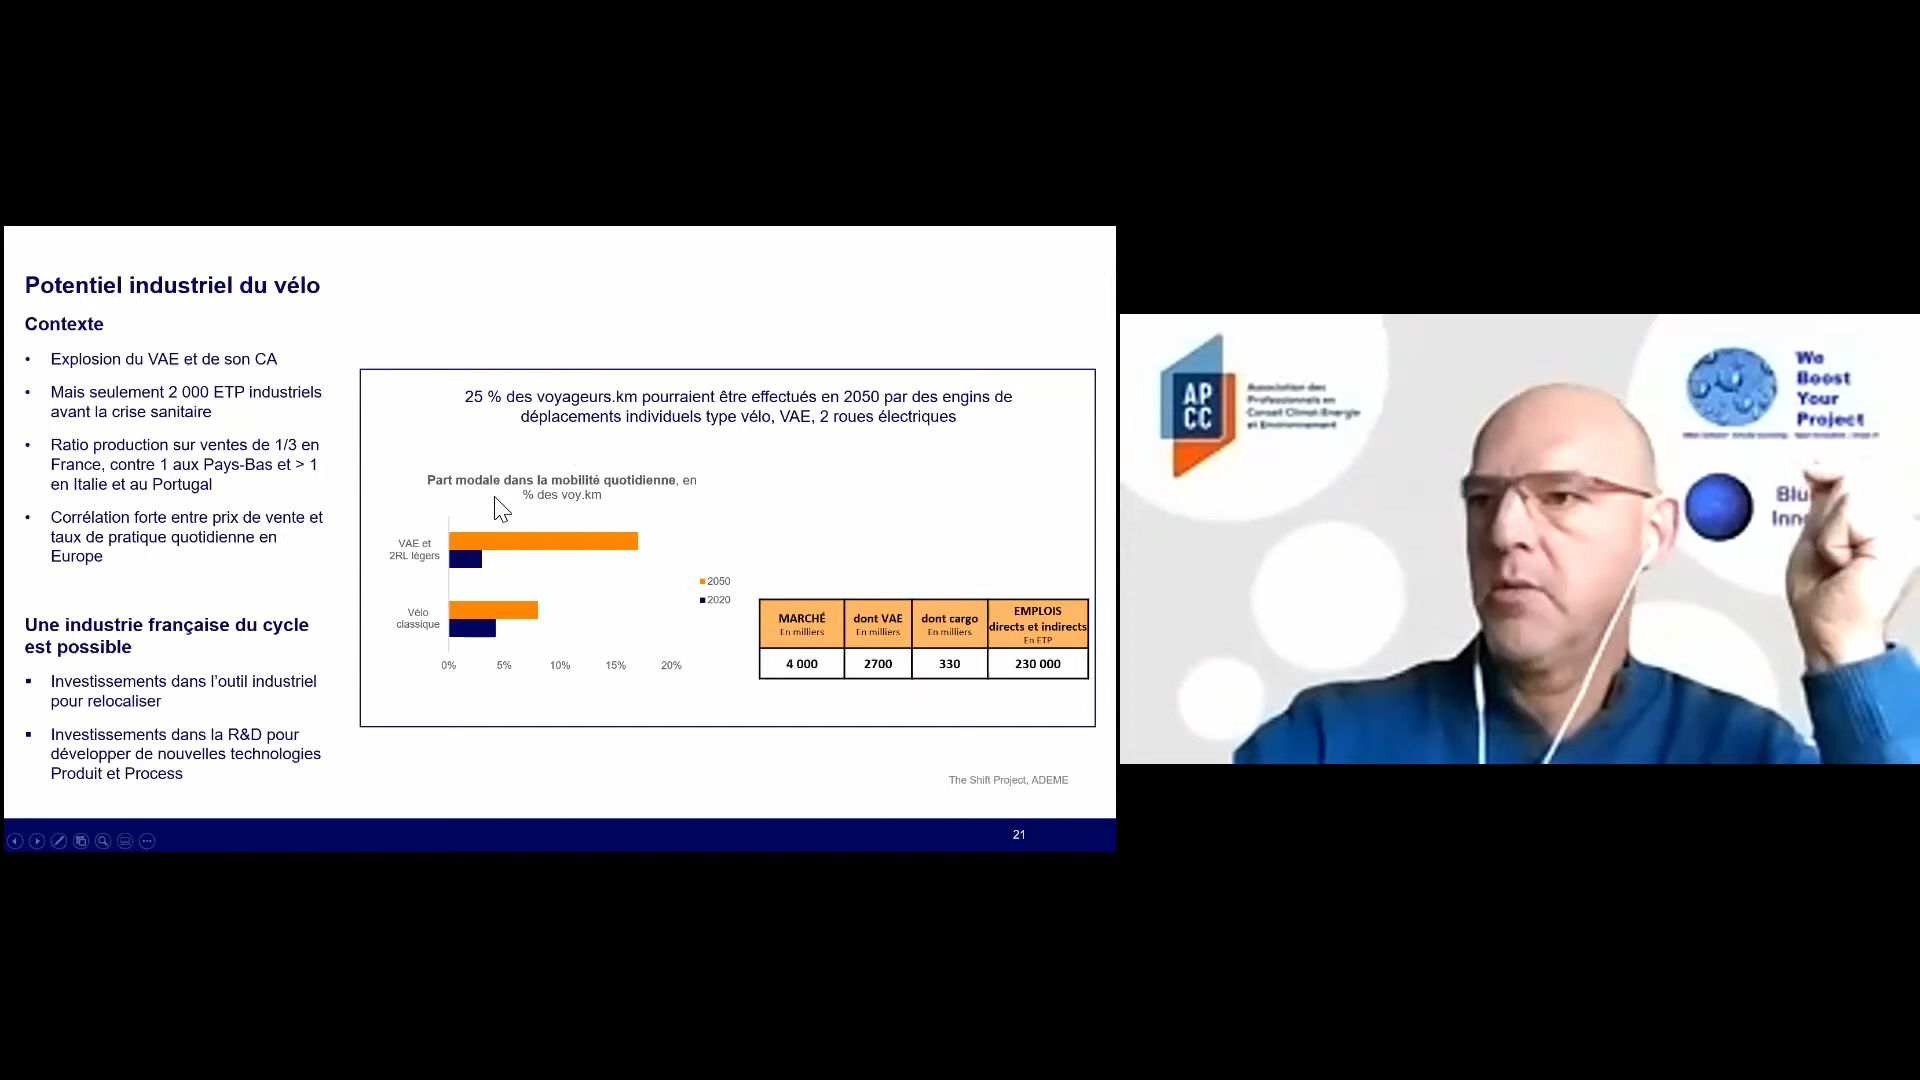 Potentiel industriel du vélo
Contexte
• Explosion du VAE et de son CA
• Mais seulement 2 000 ETP industriels
avant la crise sanitaire
• Ratio production sur ventes de 1/3 en
France, contre 1 aux Pays-Bas et > 1
en Italie et au Portugal
• Corrélation forte entre prix de vente et
taux de pratique quotidienne en
Europe
Une industrie française du cycle
est possible
▪ Investissements dans l’outil industriel
pour relocaliser
▪ Investissements dans la R&D pour
développer de nouvelles technologies
Produit et Process
25 % des voyageurs.km pourraient être effectués en 2050 par des engins de
déplacements individuels type vélo, VAE, 2 roues électriques
Part modale dans la mobilité quotidienne, en
% des voy.km
VAE et
2RL légers
Vélo
classique
0% 5% 10% 15% 20%
2050
2020
MARCHÉ
En milliers
dont VAE
En milliers
dont cargo
En milliers
EMPLOIS
directs et indirects
En ETP
4 000 2700 330 230 000
The Shift Project, ADEME
21
AP
CC
Association des
Professionnels en
Conseil Climat-Energie
et Environnement
We
Boost
Your
Project